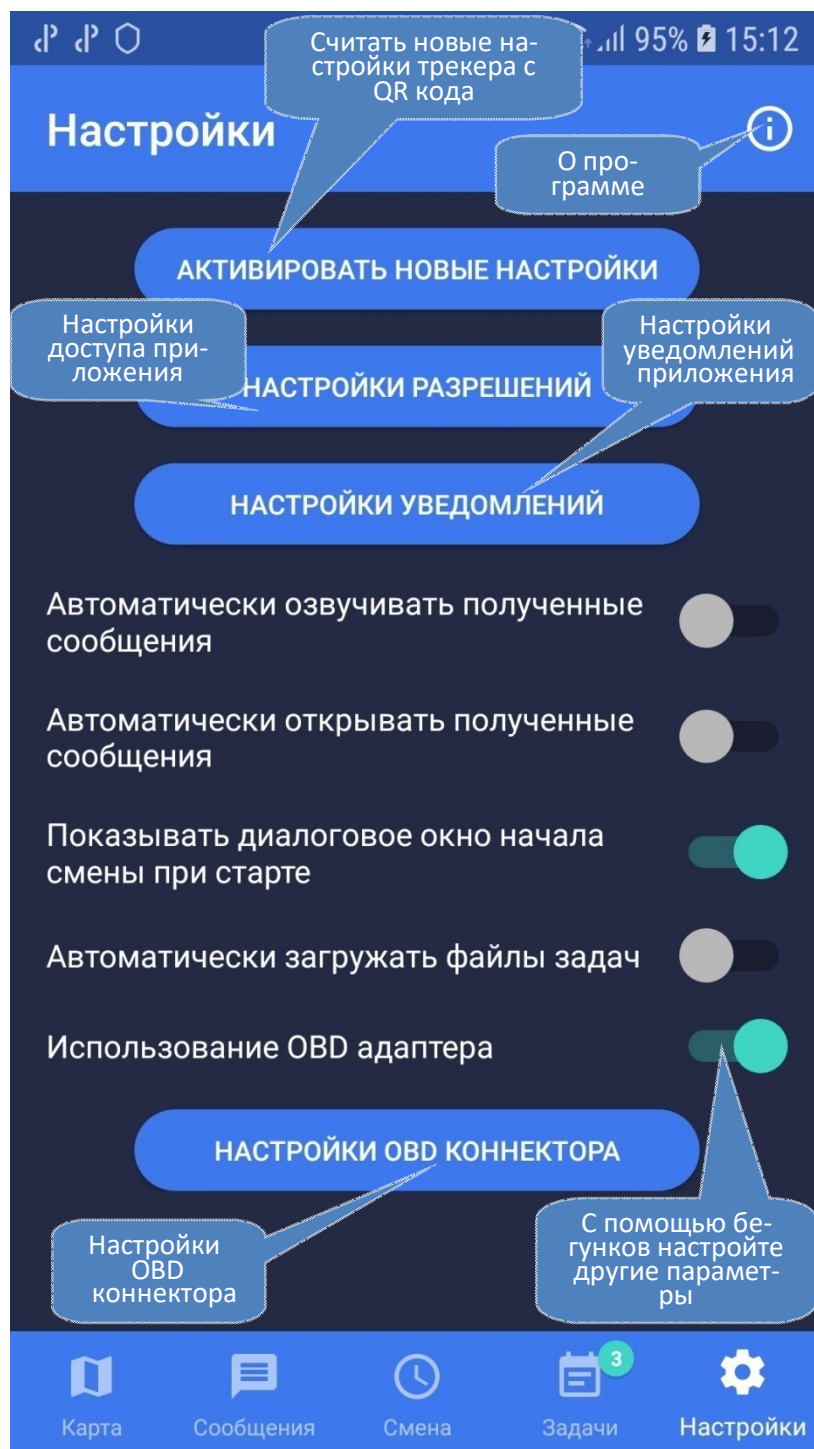 95% 15:12
Считать новые на-
стройки трекера с
QR кода
Настройки
О про-
грамме
АКТИВИРОВАТЬ НОВЫЕ НАСТРОЙКИ
Настройки
доступа при-
ложения
Настройки
уведомлений
приложения
НАСТРОЙКИ РАЗРЕШЕНИЙ
НАСТРОЙКИ УВЕДОМЛЕНИЙ
Автоматически озвучивать полученные
сообщения
Автоматически открывать полученные
сообщения
Показывать диалоговое окно начала
смены при старте
Автоматически загружать файлы задач
Использование OBD адаптера
НАСТРОЙКИ OBD КОННЕКТОРА
Настройки
OBD
коннектора
С помощью бе-
гунков настройте
другие парамет-
ры
3
Карта Сообщения Смена Задачи Настройки